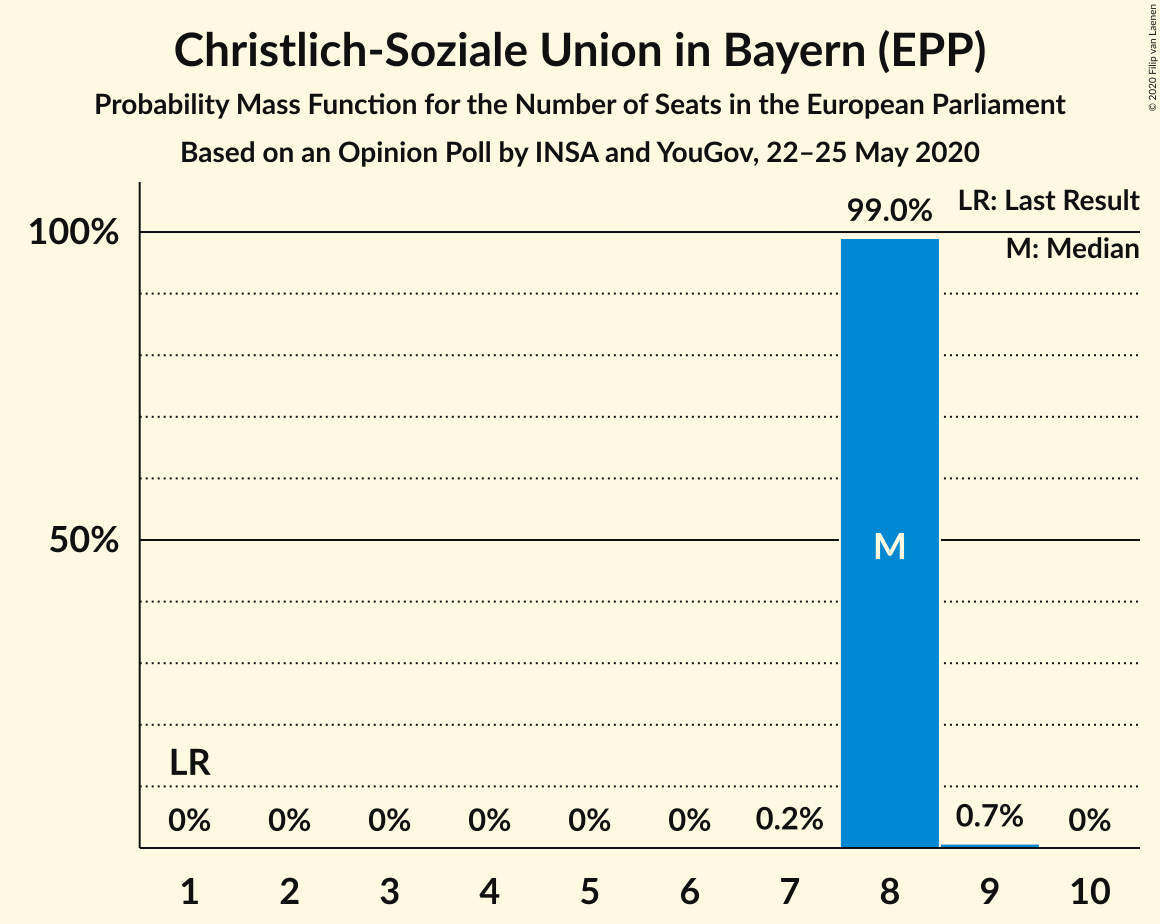 Christlich-Soziale Union in Bayern (EPP)
Probability Mass Function for the Number of Seats in the European Parliament
Based on an Opinion Poll by INSA and YouGov, 22–25 May 2020
© 2020 Filip van Laenen
LR: Last Result
M: Median
99.0%
100%
50%
M
LR
0% 0% 0% 0% 0% 0% 0.2% 0.7% 0%
1 2 3 4 5 6 7 8 9 10